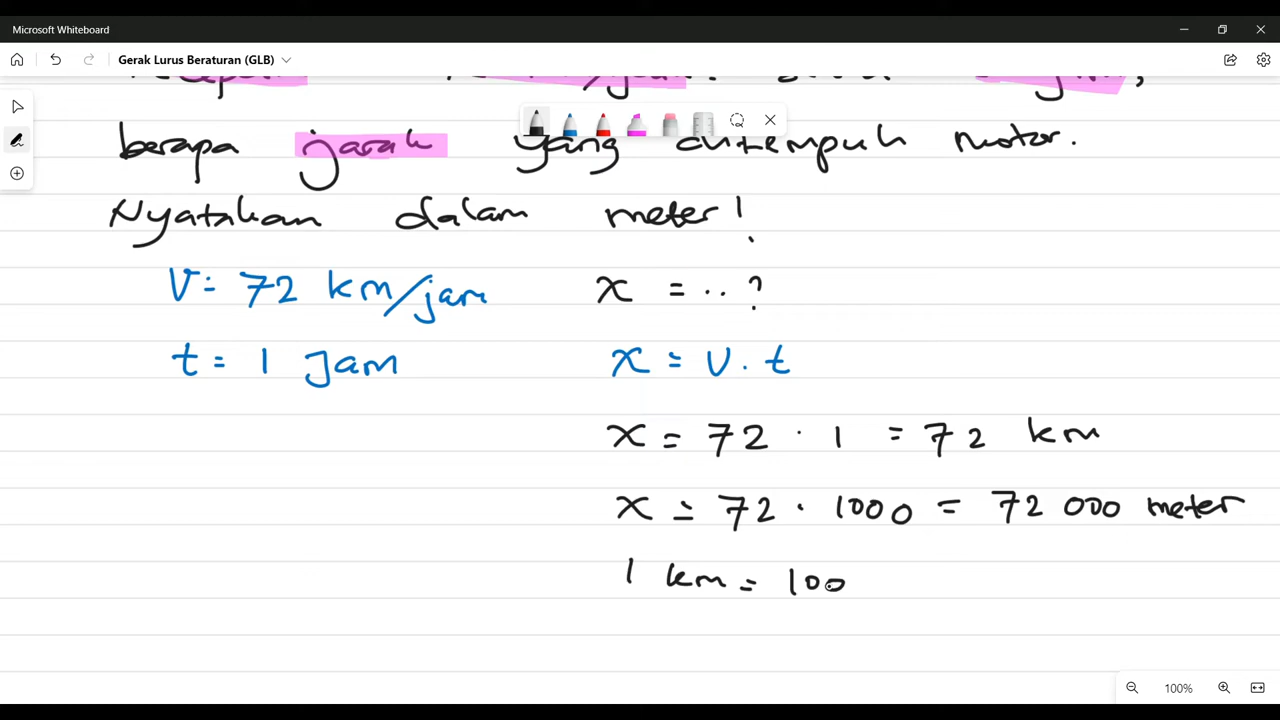 Microsoft Whiteboard
Gerak Lurus Beraturan (GLB)
berapa jarak yang ditempuh motor.
Nyatakan dalam meter!
V = 72 km/jam
x = .. ?
t = 1 Jam
x = V . t
x = 72 . 1 = 72 km
x = 72 . 1000 = 72 000 meter
1 km = 100
100%